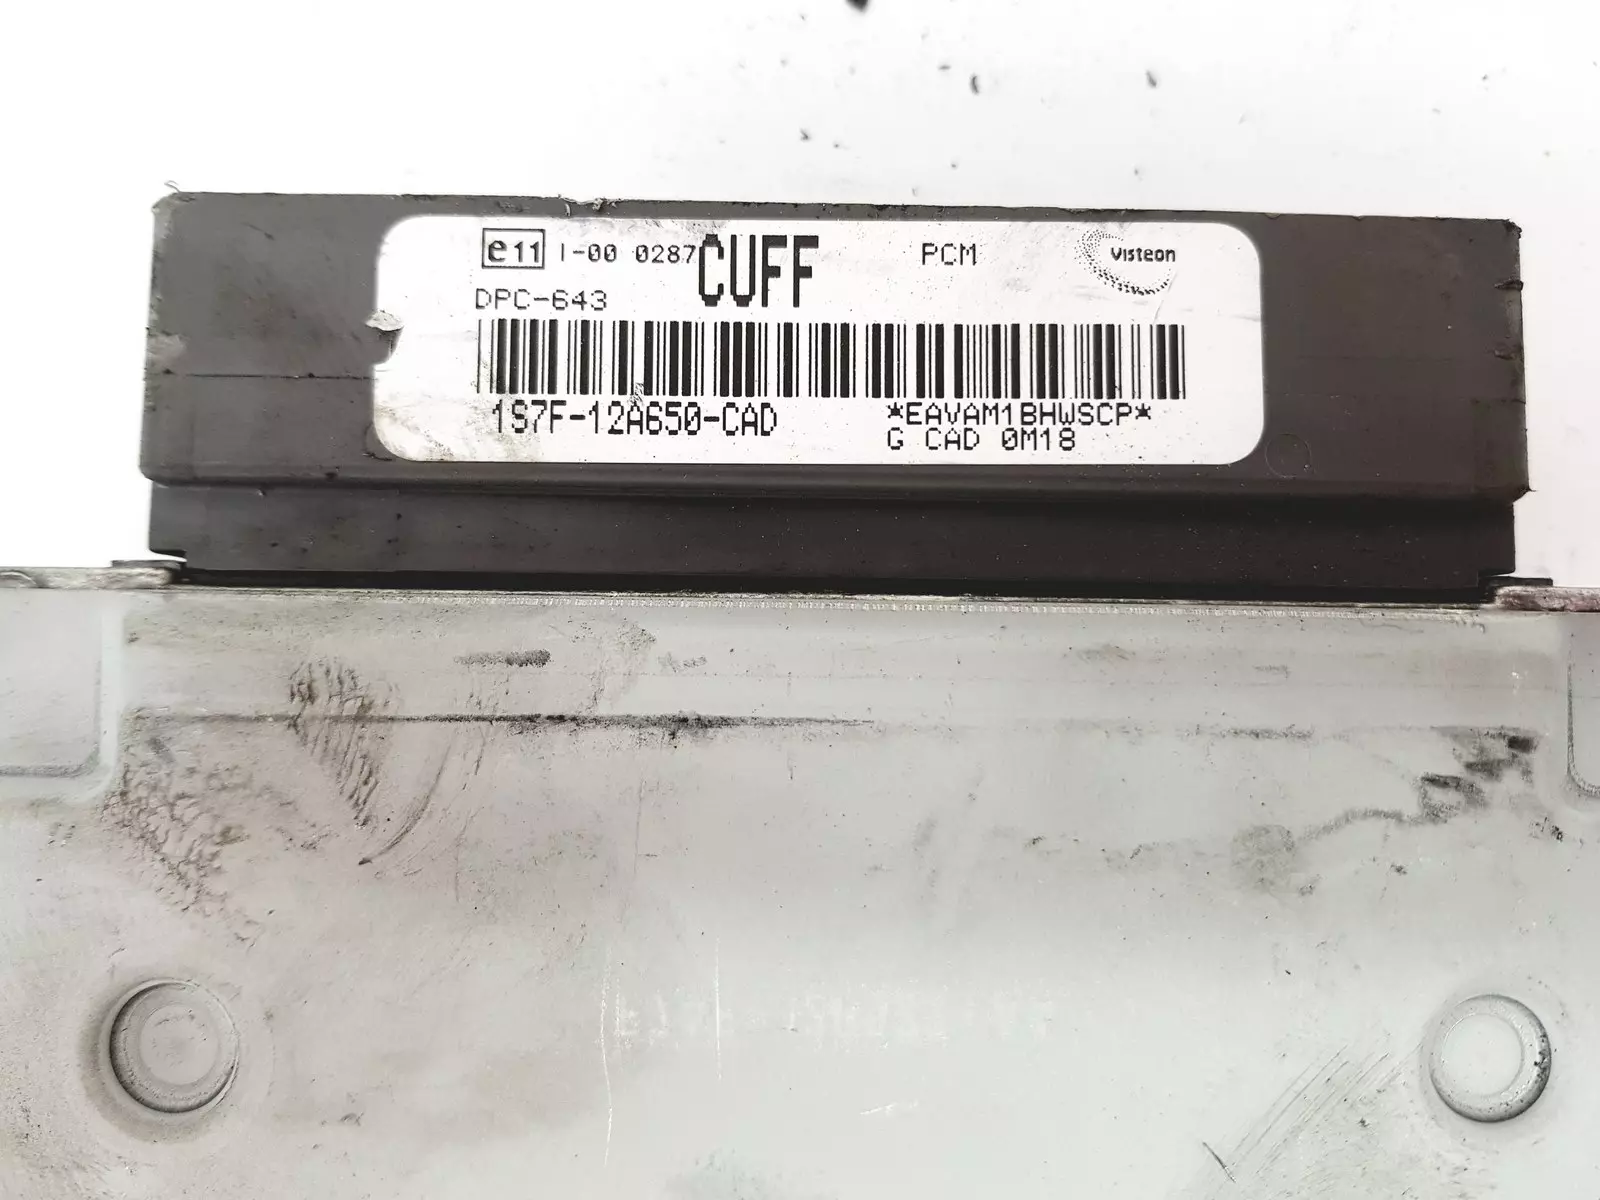 e11 I-00 0287 CUFF PCM Visteon
DPC-643
1S7F-12A650-CAD *EAVAM1BHWSCP*
G CAD 0M18